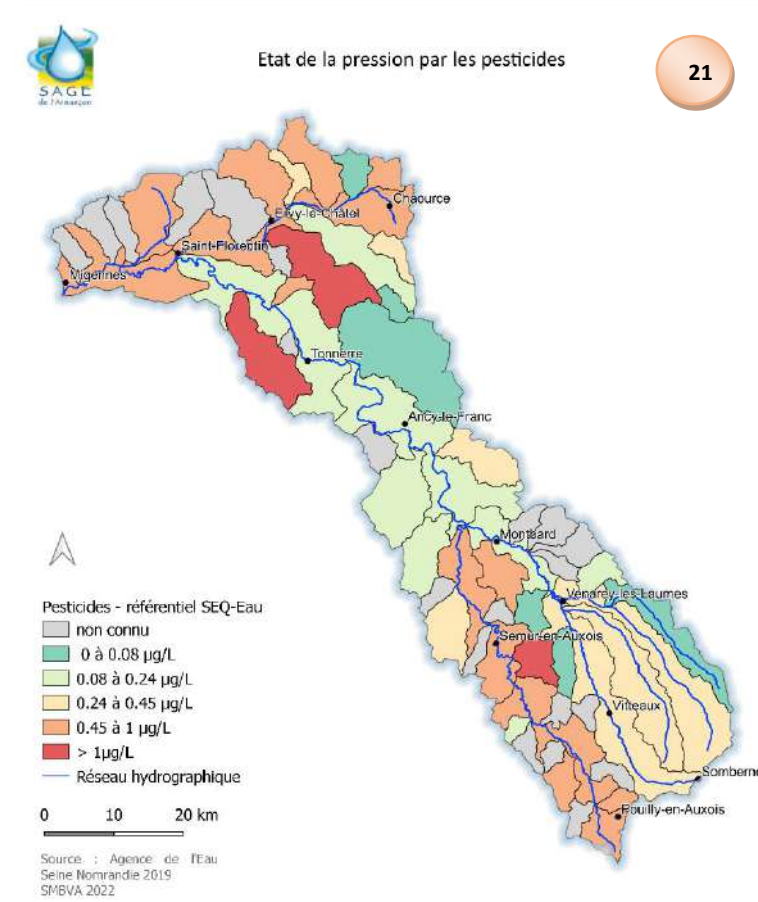 Etat de la pression par les pesticides
21
SAGE
de l'Armançon
Chaource
Ervy-le-Châtel
Saint-Florentin
Migennes
Tonnerre
Ancy-le-Franc
Montbard
Venarey-les-Laumes
Semur-en-Auxois
Vitteaux
Somberno
Pouilly-en-Auxois
Pesticides - référentiel SEQ-Eau
non connu
0 à 0.08 µg/L
0.08 à 0.24 µg/L
0.24 à 0.45 µg/L
0.45 à 1 µg/L
> 1µg/L
Réseau hydrographique
0 10 20 km
Source : Agence de l'Eau
Seine Nomrandie 2019
SMBVA 2022